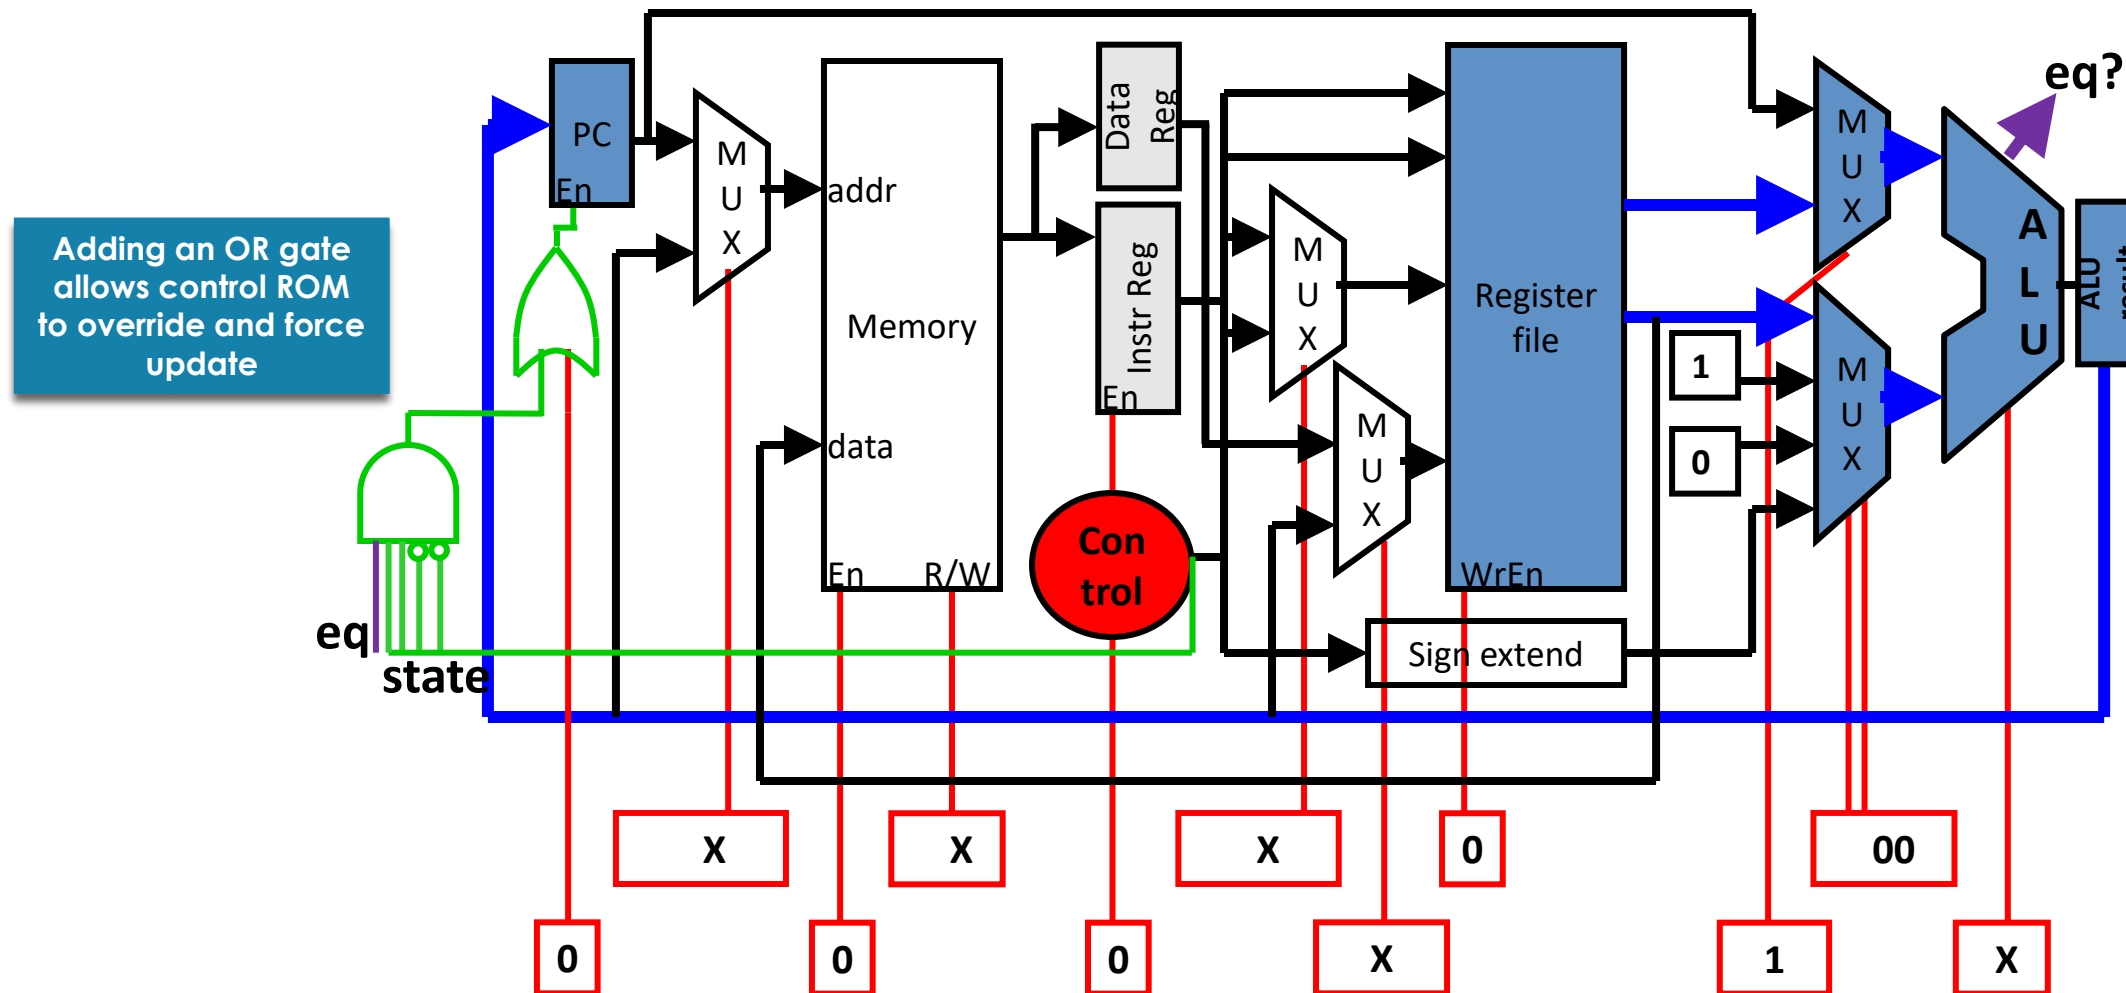 Adding an OR gate
allows control ROM
to override and force
update
PC
En
M
U
X
addr
data
Memory
En
R/W
Data
Reg
Instr Reg
En
Con
trol
M
U
X
M
U
X
Register
file
WrEn
Sign extend
1
0
M
U
X
M
U
X
A
L
U
eq?
ALU
result
eq
state
X
X
X
0
00
0
0
0
X
1
X